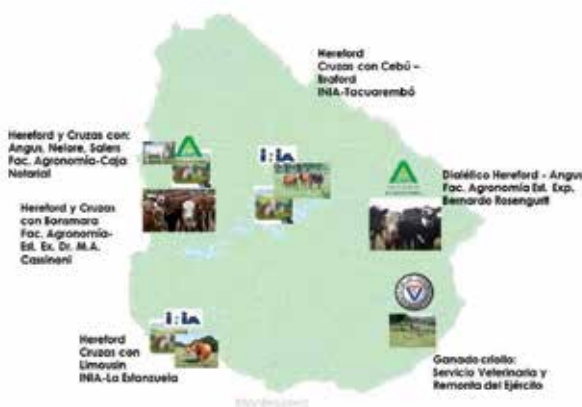 Hereford
Cruzas con Cebú –
Braford
INIA-Tacuarembó
Hereford y Cruzas con:
Angus, Nelore, Salers
Fac. Agronomía-Caja
Notarial
Hereford y Cruzas
con Bonsmara
Fac. Agronomía-
Est. Ex. Dr. M.A.
Cassinoni
Dialélico Hereford - Angus
Fac. Agronomía Est. Exp.
Bernardo Rosengurtt
Hereford
Cruzas con
Limousin
INIA-La Estanzuela
Ganado criollo:
Servicio Veterinaria y
Remonta del Ejército
Montevideo